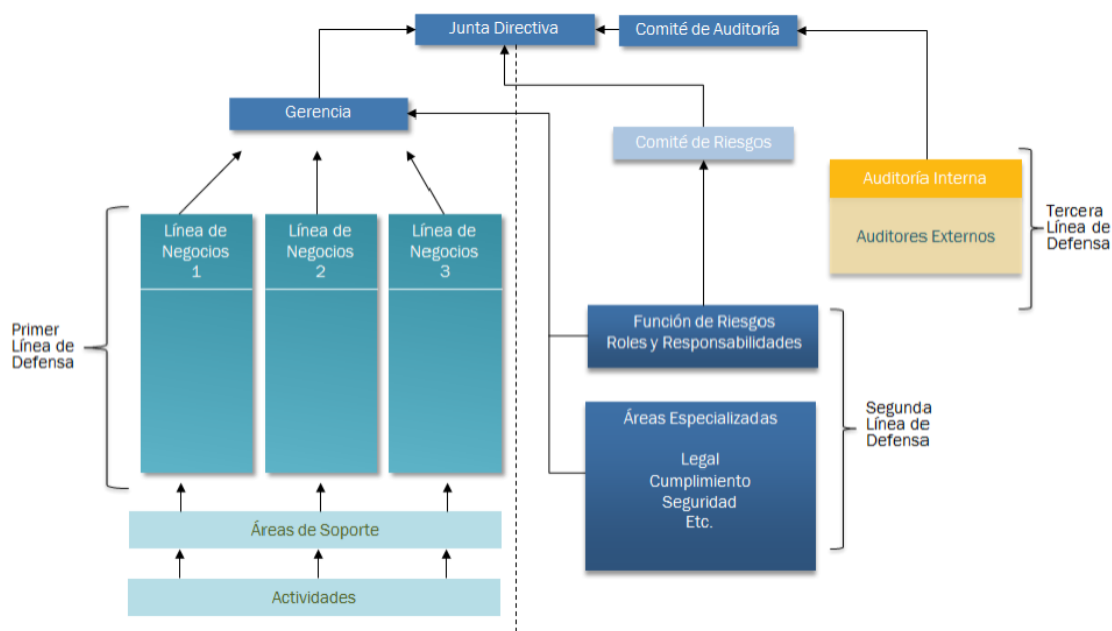 Junta Directiva
Comité de Auditoría
Gerencia
Comité de Riesgos
Auditoría Interna
Auditores Externos
Tercera
Línea de
Defensa
Línea de
Negocios
1
Línea de
Negocios
2
Línea de
Negocios
3
Primer
Línea de
Defensa
Función de Riesgos
Roles y Responsabilidades
Áreas Especializadas
Legal
Cumplimiento
Seguridad
Etc.
Segunda
Línea de
Defensa
Áreas de Soporte
Actividades